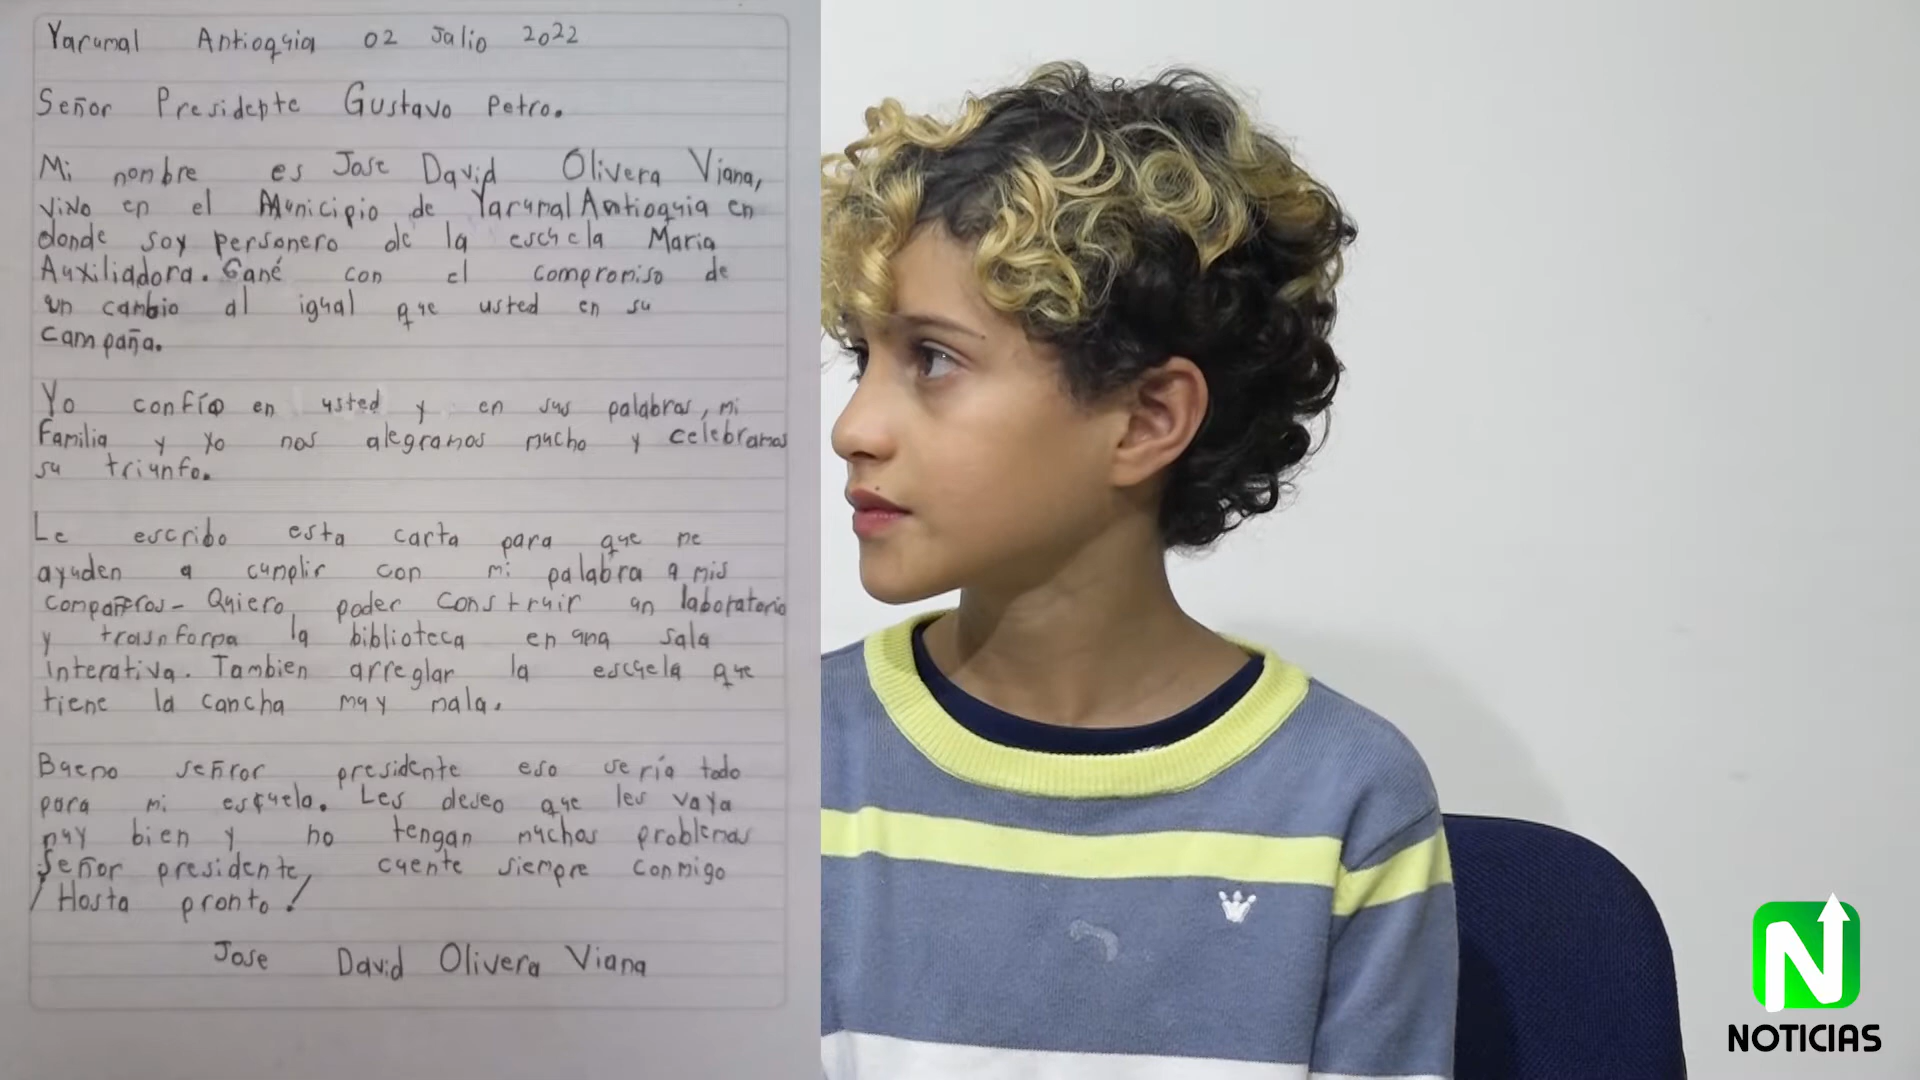 Yarumal Antioquia 02 Julio 2022
Señor Presidente Gustavo Petro.
Mi nombre es Jose David Olivera Viana,
vivo en el Municipio de Yarumal Antioquia en
donde soy personero de la escuela Maria
Auxiliadora. Gané con el compromiso de
un cambio al igual que usted en su
Campaña.
Yo confío en usted y en sus palabras, mi
Familia y yo nos alegramos mucho y celebramos
su triunfo.
Le escribo esta carta para que me
ayuden a cumplir con mi palabra a mis
compañeros- Quiero poder construir un laboratorio
y trasnforma la biblioteca en una sala
interativa. Tambien arreglar la escuela que
tiene la cancha muy mala.
Bueno señror presidente eso sería todo
para mi escuela. Les deseo que les vaya
muy bien y no tengan muchos problemas
Señor presidente, cuente siempre conmigo
¡Hasta pronto!
Jose David Olivera Viana
N
NOTICIAS